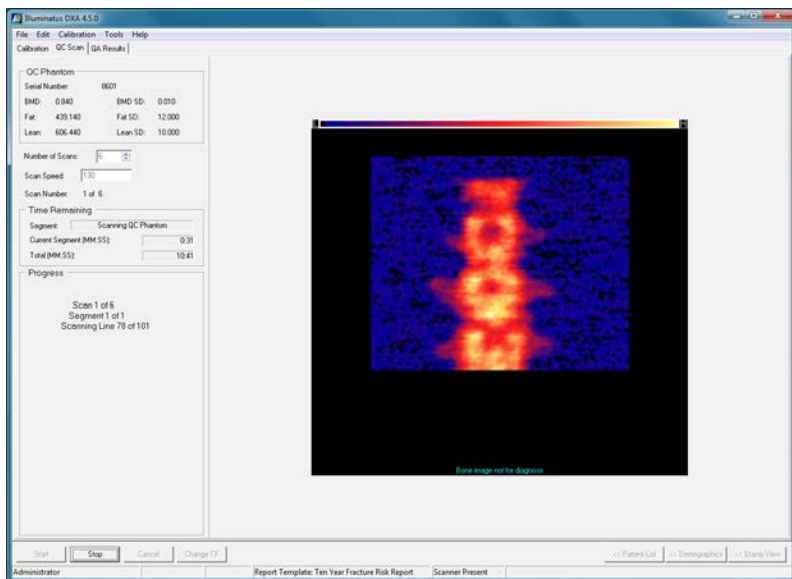 Illuminatus DXA 4.5.0
File Edit Calibration Tools Help
Calibration QC Scan QA Results
QC Phantom
Serial Number: 8601
BMD: 0.840 BMD SD: 0.010
Fat: 439.140 Fat SD: 12.000
Lean: 606.440 Lean SD: 10.000
Number of Scans: 6
Scan Speed: 130
Scan Number: 1 of 6
Time Remaining
Segment: Scanning QC Phantom
Current Segment (MM:SS): 0:31
Total (MM:SS): 10:41
Progress
Scan 1 of 6
Segment 1 of 1
Scanning Line 78 of 101
Bone image not for diagnosis
Start Stop Cancel Change CF << Patient List << Demographics << Stamp View
Administrator Report Template: Ten Year Fracture Risk Report Scanner Present